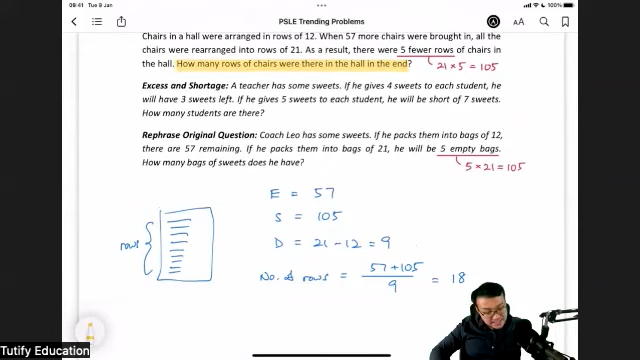 PSLE Trending Problems
Chairs in a hall were arranged in rows of 12. When 57 more chairs were brought in, all
the chairs were rearranged into rows of 21. As a result, there were 5 fewer rows of chairs in
the hall. How many rows of chairs were there in the hall in the end?
21 × 5 = 105
Excess and Shortage: A teacher has some sweets. If he gives 4 sweets to each student, he
will have 3 sweets left. If he gives 5 sweets to each student, he will be short of 7 sweets.
How many students are there?
Rephrase Original Question: Coach Leo has some sweets. If he packs them into bags of 12,
there are 57 remaining. If he packs them into bags of 21, he will be 5 empty bags.
How many bags of sweets does he have?
5 × 21 = 105
E = 57
S = 105
D = 21 - 12 = 9
rows
No. of rows = 57 + 105 / 9 = 18
Tutify Education
AA